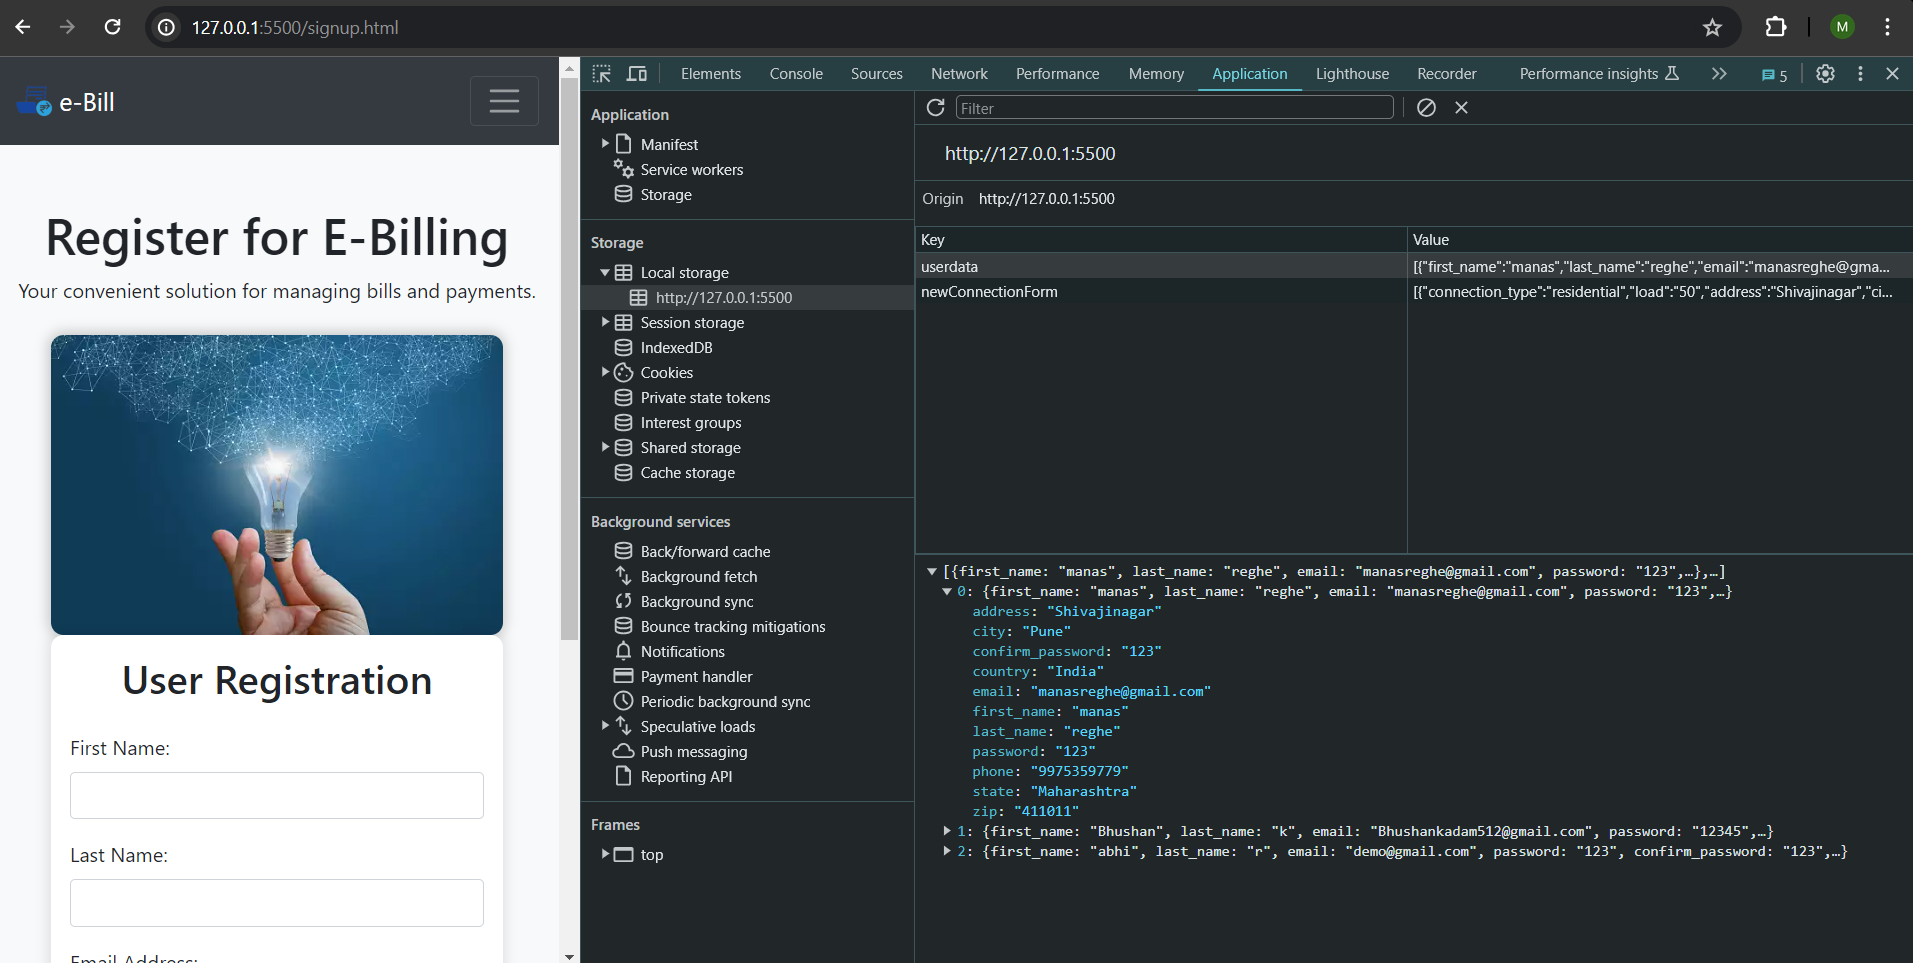 127.0.0.1:5500/signup.html
M
e-Bill
Register for E-Billing
Your convenient solution for managing bills and payments.
User Registration
First Name:
Last Name:
Email Address:
Elements Console Sources Network Performance Memory Application Lighthouse Recorder Performance insights 5
Application
Manifest
Service workers
Storage
Storage
Local storage
http://127.0.0.1:5500
Session storage
IndexedDB
Cookies
Private state tokens
Interest groups
Shared storage
Cache storage
Background services
Back/forward cache
Background fetch
Background sync
Bounce tracking mitigations
Notifications
Payment handler
Periodic background sync
Speculative loads
Push messaging
Reporting API
Frames
top
Filter
http://127.0.0.1:5500
Origin http://127.0.0.1:5500
Key Value
userdata [{"first_name":"manas","last_name":"reghe","email":"manasreghe@gma...
newConnectionForm [{"connection_type":"residential","load":"50","address":"Shivajinagar","ci...
[{first_name: "manas", last_name: "reghe", email: "manasreghe@gmail.com", password: "123",…},…]
0: {first_name: "manas", last_name: "reghe", email: "manasreghe@gmail.com", password: "123",…}
address: "Shivajinagar"
city: "Pune"
confirm_password: "123"
country: "India"
email: "manasreghe@gmail.com"
first_name: "manas"
last_name: "reghe"
password: "123"
phone: "9975359779"
state: "Maharashtra"
zip: "411011"
1: {first_name: "Bhushan", last_name: "k", email: "Bhushankadam512@gmail.com", password: "12345",…}
2: {first_name: "abhi", last_name: "r", email: "demo@gmail.com", password: "123", confirm_password: "123",…}